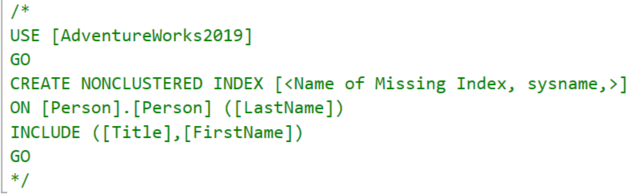 /*
USE [AdventureWorks2019]
GO
CREATE NONCLUSTERED INDEX [<Name of Missing Index, sysname,>]
ON [Person].[Person] ([LastName])
INCLUDE ([Title],[FirstName])
GO
*/